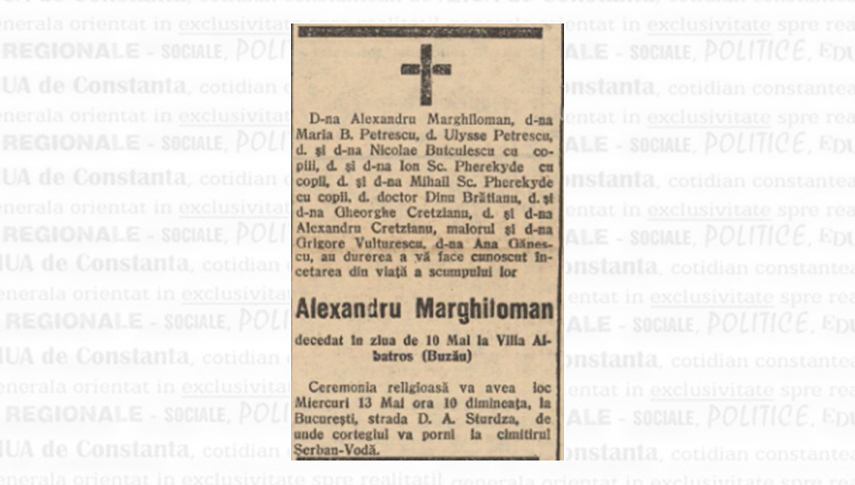 D-na Alexandru Marghiloman, d-na
Maria B. Petrescu, d. Ulysse Petrescu,
d. și d-na Nicolae Butculescu cu co-
piii, d. și d-na Ion Sc. Pherekyde cu
copii, d. și d-na Mihail Sc. Pherekyde
cu copii, d. doctor Dinu Brătianu, d. și
d-na Gheorghe Cretzianu, d. și d-na
Alexandru Cretzianu, maiorul și d-na
Grigore Vulturescu, d-na Ana Gănes-
cu, au durerea a vă face cunoscut în-
cetarea din viață a scumpului lor
Alexandru Marghiloman
decedat în ziua de 10 Mai la Villa Al-
batros (Buzău)
Ceremonia religioasă va avea loc
Miercuri 13 Mai ora 10 dimineața, la
București, strada D. A. Sturdza, de
unde cortegiul va porni la cimitirul
Șerban-Vodă.